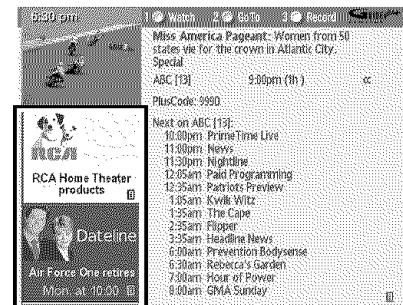 6:30 pm
1 Watch 2 Go To 3 Record
Miss America Pageant: Women from 50
states vie for the crown in Atlantic City.
Special
ABC [13] 9:00pm (1h) cc
PlusCode: 9990
Next on ABC [13]:
10:00pm PrimeTime Live
11:00pm News
11:30pm Nightline
12:05am Paid Programming
12:35am Patriots Preview
1:05am Kwik Witz
1:35am The Cape
2:35am Flipper
3:35am Headline News
6:00am Prevention Bodysense
6:30am Rebecca's Garden
7:00am Hour of Power
8:00am GMA Sunday
RCA
RCA Home Theater
products
Dateline
Air Force One retires
Mon. at 10:00